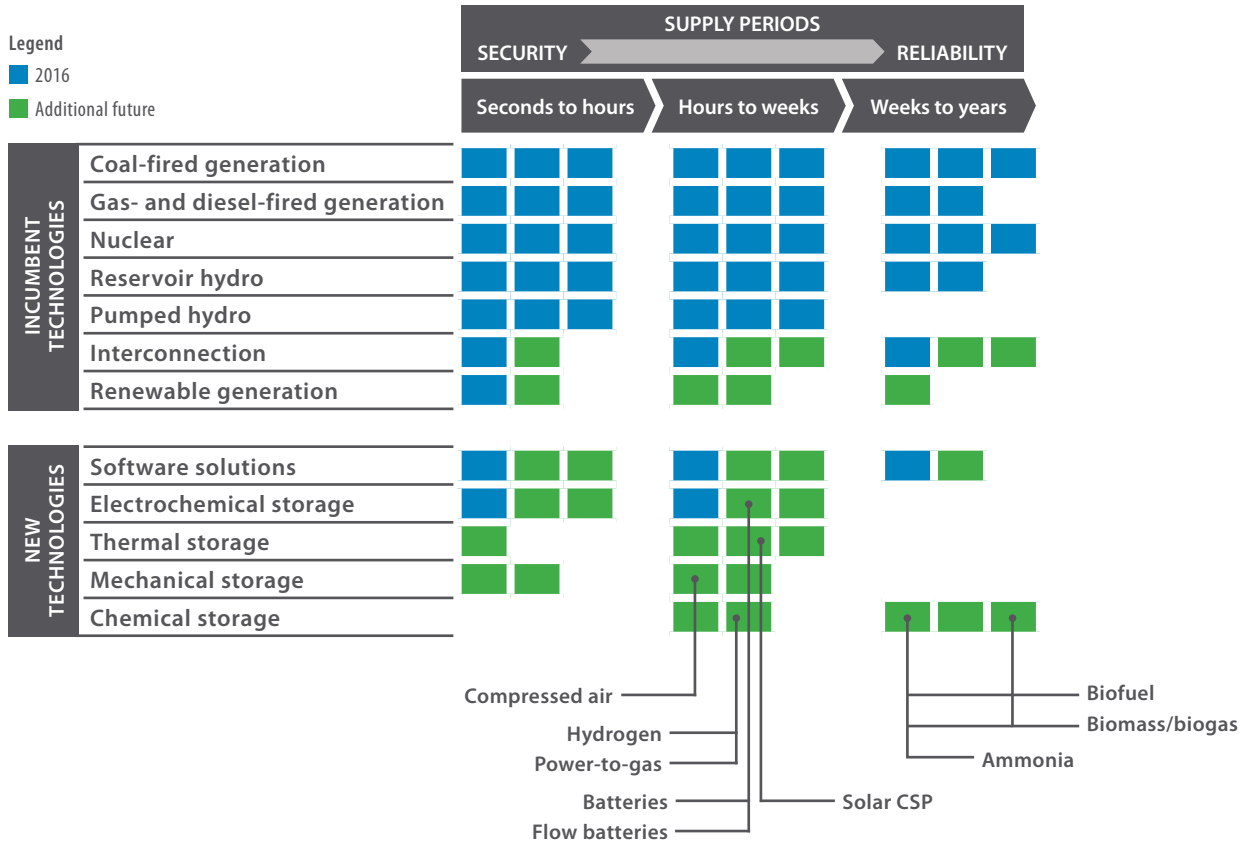 SUPPLY PERIODS
Legend
SECURITY
RELIABILITY
2016
Additional future
Seconds to hours
Hours to weeks
Weeks to years
INCUMBENT
TECHNOLOGIES
Coal-fired generation
Gas- and diesel-fired generation
Nuclear
Reservoir hydro
Pumped hydro
Interconnection
Renewable generation
NEW
TECHNOLOGIES
Software solutions
Electrochemical storage
Thermal storage
Mechanical storage
Chemical storage
Compressed air
Biofuel
Biomass/biogas
Hydrogen
Power-to-gas
Ammonia
Batteries
Solar CSP
Flow batteries